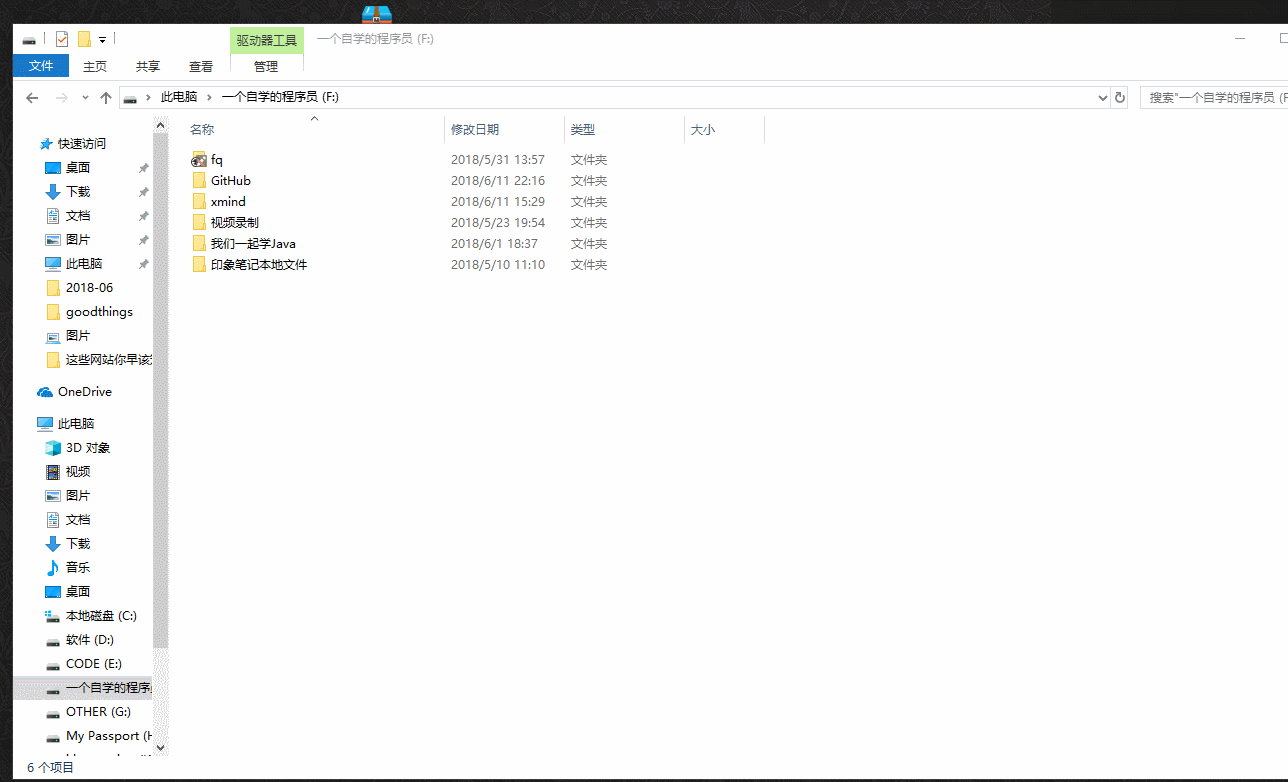 驱动器工具 一个自学的程序员 (F:)
文件 主页 共享 查看 管理
此电脑 一个自学的程序员 (F:) 搜索"一个自学的程序员 (F
名称 修改日期 类型 大小
fq 2018/5/31 13:57 文件夹
GitHub 2018/6/11 22:16 文件夹
xmind 2018/6/11 15:29 文件夹
视频录制 2018/5/23 19:54 文件夹
我们一起学Java 2018/6/1 18:37 文件夹
印象笔记本地文件 2018/5/10 11:10 文件夹
快速访问
桌面
下载
文档
图片
此电脑
2018-06
goodthings
图片
这些网站你早该
OneDrive
此电脑
3D 对象
视频
图片
文档
下载
音乐
桌面
本地磁盘 (C:)
软件 (D:)
CODE (E:)
一个自学的程序
OTHER (G:)
My Passport (H
6 个项目